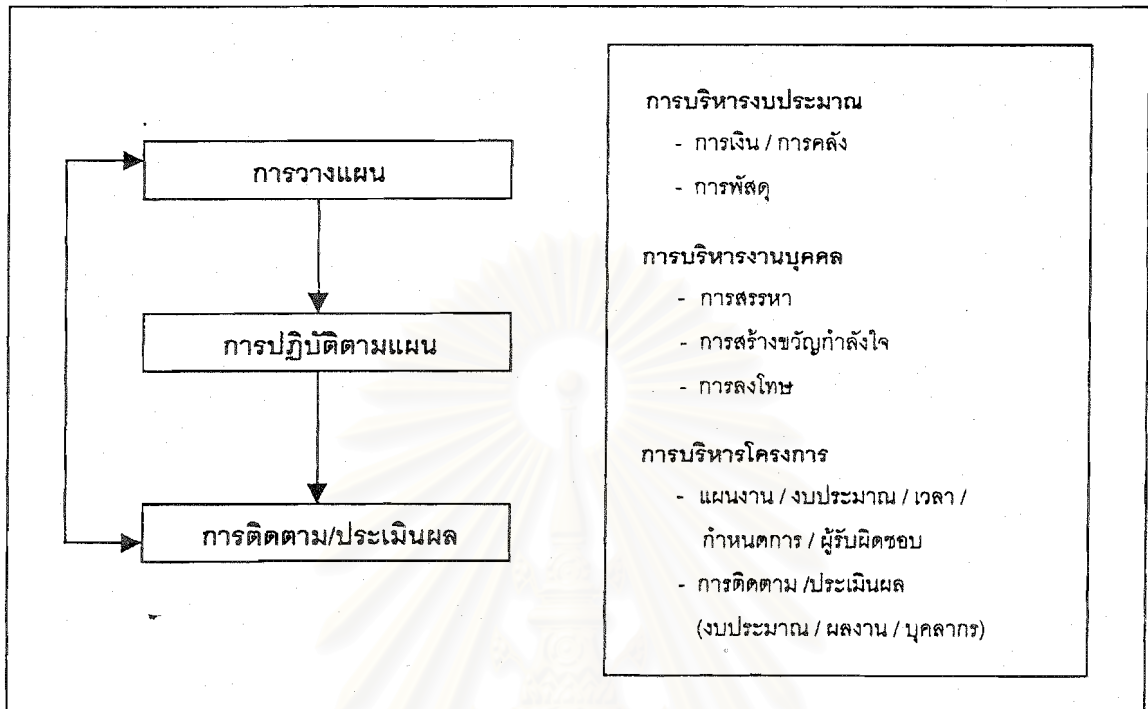 การวางแผน
การปฏิบัติตามแผน
การติดตาม/ประเมินผล
การบริหารงบประมาณ
- การเงิน / การคลัง
- การพัสดุ
การบริหารงานบุคคล
- การสรรหา
- การสร้างขวัญกำลังใจ
- การลงโทษ
การบริหารโครงการ
- แผนงาน / งบประมาณ / เวลา /
กำหนดการ / ผู้รับผิดชอบ
- การติดตาม /ประเมินผล
(งบประมาณ / ผลงาน / บุคลากร)